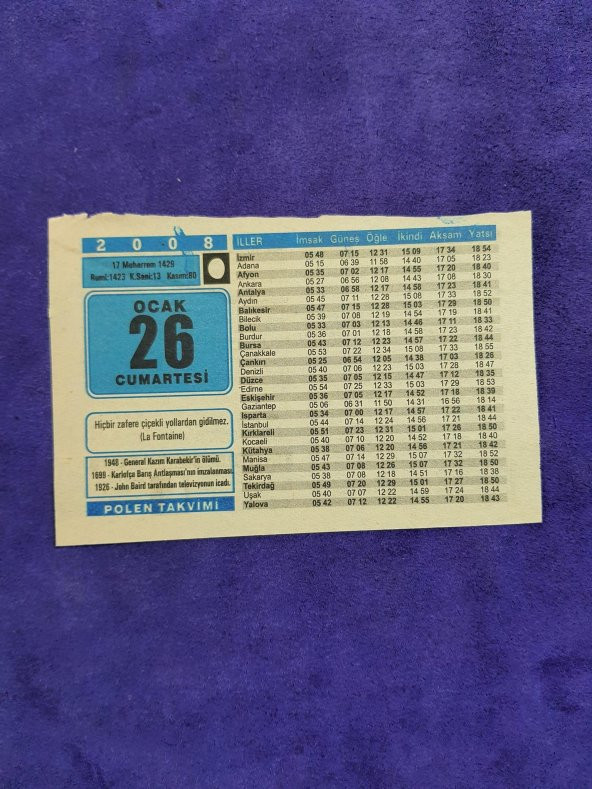 2 0 0 8
17 Muharrem 1429
Rumi:1423 K.Sani:13 Kasım:80
OCAK
26
CUMARTESİ
Hiçbir zafere çiçekli yollardan gidilmez.
(La Fontaine)
1948 - General Kazım Karabekir'in ölümü.
1699 - Karlofça Barış Antlaşması'nın imzalanması.
1926 - John Baird tarafından televizyonun icadı.
POLEN TAKVİMİ
İLLER İmsak Güneş Öğle İkindi Akşam Yatsı
İzmir 05 48 07 15 12 31 15 09 17 34 18 54
Adana 05 15 06 39 11 58 14 40 17 05 18 23
Afyon 05 35 07 02 12 17 14 55 17 20 18 40
Ankara 05 27 06 56 12 08 14 43 17 08 18 30
Antalya 05 33 06 58 12 17 14 58 17 23 18 41
Aydın 05 45 07 11 12 28 15 08 17 33 18 52
Balıkesir 05 47 07 15 12 28 15 03 17 29 18 50
Bilecik 05 39 07 08 12 19 14 54 17 19 18 41
Bolu 05 33 07 03 12 13 14 46 17 11 18 33
Burdur 05 36 07 01 12 18 14 58 17 23 18 42
Bursa 05 43 07 12 12 23 14 57 17 22 18 44
Çanakkale 05 53 07 22 12 34 15 08 17 33 18 55
Çankırı 05 25 06 54 12 05 14 38 17 03 18 26
Denizli 05 40 07 06 12 23 15 03 17 28 18 47
Düzce 05 35 07 05 12 15 14 47 17 12 18 35
Edirne 05 54 07 25 12 33 15 03 17 29 18 53
Eskişehir 05 36 07 05 12 17 14 52 17 18 18 39
Gaziantep 05 06 06 31 11 50 14 31 16 56 18 14
Isparta 05 34 07 00 12 17 14 57 17 22 18 41
İstanbul 05 44 07 14 12 24 14 56 17 21 18 44
Kırklareli 05 51 07 23 12 31 15 01 17 26 18 50
Kocaeli 05 40 07 10 12 20 14 52 17 18 18 40
Kütahya 05 38 07 06 12 20 14 56 17 21 18 42
Manisa 05 47 07 14 12 29 15 07 17 32 18 52
Muğla 05 43 07 08 12 26 15 07 17 32 18 50
Sakarya 05 38 07 08 12 18 14 51 17 16 18 38
Tekirdağ 05 49 07 20 12 29 15 01 17 27 18 50
Uşak 05 40 07 07 12 22 14 59 17 24 18 44
Yalova 05 42 07 12 12 22 14 55 17 20 18 43